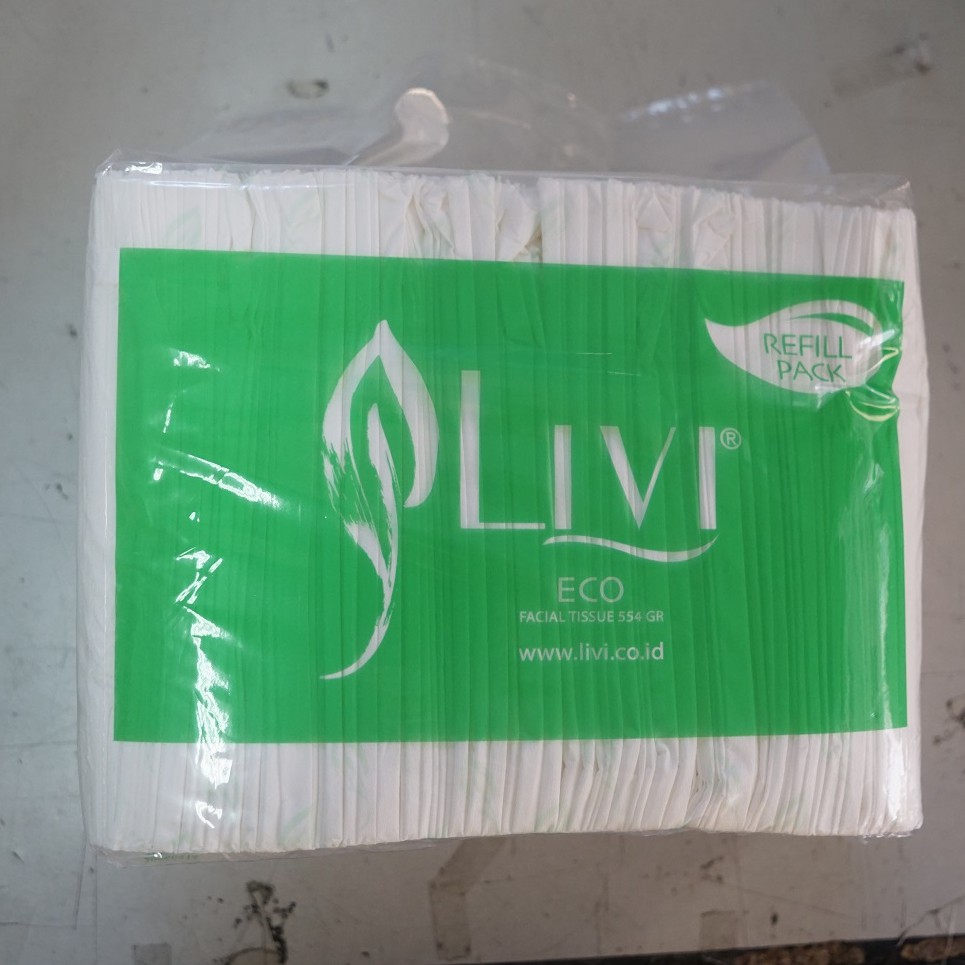 REFILL
PACK
LIVI®
ECO
FACIAL TISSUE 554 GR
www.livi.co.id